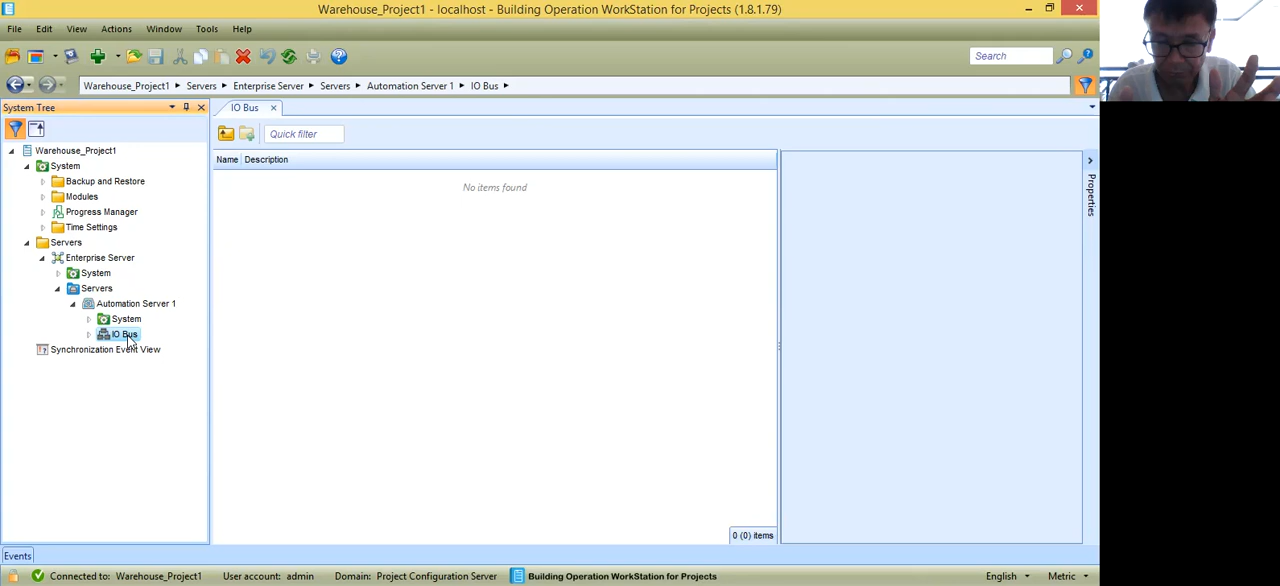 Warehouse_Project1 - localhost - Building Operation WorkStation for Projects (1.8.1.79)
File Edit View Actions Window Tools Help
Search
Warehouse_Project1 Servers Enterprise Server Servers Automation Server 1 IO Bus
System Tree
IO Bus
Quick filter
Name Description
No items found
Warehouse_Project1
System
Backup and Restore
Modules
Progress Manager
Time Settings
Servers
Enterprise Server
System
Servers
Automation Server 1
System
IO Bus
Synchronization Event View
Properties
0 (0) items
Events
Connected to: Warehouse_Project1 User account: admin Domain: Project Configuration Server Building Operation WorkStation for Projects English Metric